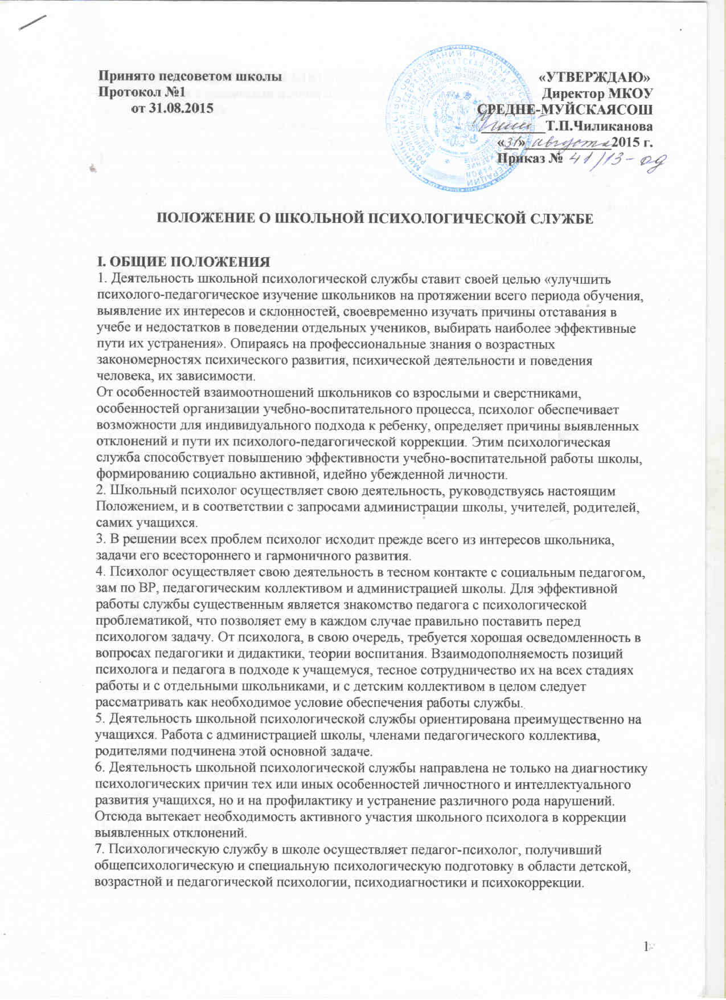 Принято педсоветом школы
Протокол №1
от 31.08.2015
«УТВЕРЖДАЮ»
Директор МКОУ
СРЕДНЕ-МУЙСКАЯСОШ
Т.П.Чиликанова
«31» августа 2015 г.
Приказ № 41/13-од
ПОЛОЖЕНИЕ О ШКОЛЬНОЙ ПСИХОЛОГИЧЕСКОЙ СЛУЖБЕ
I. ОБЩИЕ ПОЛОЖЕНИЯ
1. Деятельность школьной психологической службы ставит своей целью «улучшить
психолого-педагогическое изучение школьников на протяжении всего периода обучения,
выявление их интересов и склонностей, своевременно изучать причины отставания в
учебе и недостатков в поведении отдельных учеников, выбирать наиболее эффективные
пути их устранения». Опираясь на профессиональные знания о возрастных
закономерностях психического развития, психической деятельности и поведения
человека, их зависимости.
От особенностей взаимоотношений школьников со взрослыми и сверстниками,
особенностей организации учебно-воспитательного процесса, психолог обеспечивает
возможности для индивидуального подхода к ребенку, определяет причины выявленных
отклонений и пути их психолого-педагогической коррекции. Этим психологическая
служба способствует повышению эффективности учебно-воспитательной работы школы,
формированию социально активной, идейно убежденной личности.
2. Школьный психолог осуществляет свою деятельность, руководствуясь настоящим
Положением, и в соответствии с запросами администрации школы, учителей, родителей,
самих учащихся.
3. В решении всех проблем психолог исходит прежде всего из интересов школьника,
задачи его всестороннего и гармоничного развития.
4. Психолог осуществляет свою деятельность в тесном контакте с социальным педагогом,
зам по ВР, педагогическим коллективом и администрацией школы. Для эффективной
работы службы существенным является знакомство педагога с психологической
проблематикой, что позволяет ему в каждом случае правильно поставить перед
психологом задачу. От психолога, в свою очередь, требуется хорошая осведомленность в
вопросах педагогики и дидактики, теории воспитания. Взаимодополняемость позиций
психолога и педагога в подходе к учащемуся, тесное сотрудничество их на всех стадиях
работы и с отдельными школьниками, и с детским коллективом в целом следует
рассматривать как необходимое условие обеспечения работы службы.
5. Деятельность школьной психологической службы ориентирована преимущественно на
учащихся. Работа с администрацией школы, членами педагогического коллектива,
родителями подчинена этой основной задаче.
6. Деятельность школьной психологической службы направлена не только на диагностику
психологических причин тех или иных особенностей личностного и интеллектуального
развития учащихся, но и на профилактику и устранение различного рода нарушений.
Отсюда вытекает необходимость активного участия школьного психолога в коррекции
выявленных отклонений.
7. Психологическую службу в школе осуществляет педагог-психолог, получивший
общепсихологическую и специальную психологическую подготовку в области детской,
возрастной и педагогической психологии, психодиагностики и психокоррекции.
1